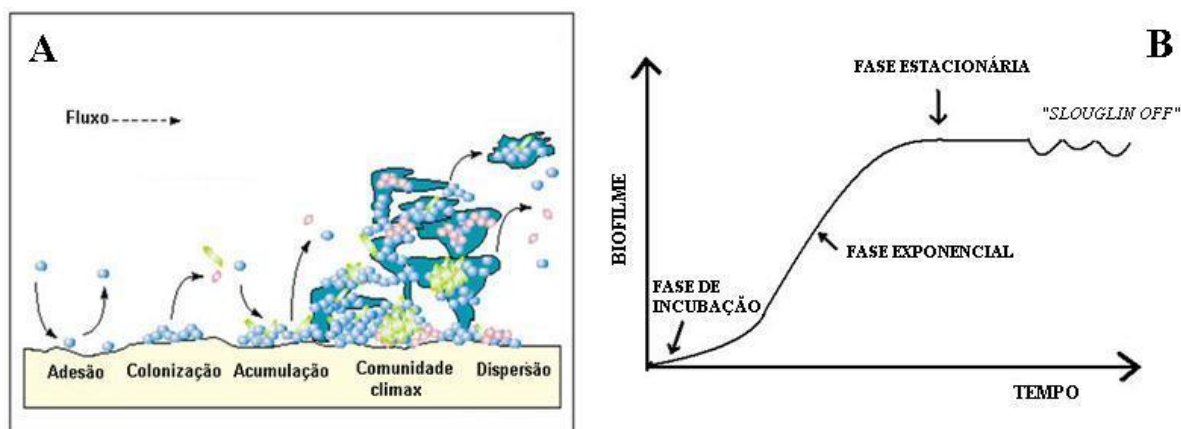 A
Fluxo
Adesão
Colonização
Acumulação
Comunidade
climax
Dispersão
B
FASE ESTACIONÁRIA
"SLOUGLIN OFF"
BIOFILME
FASE EXPONENCIAL
FASE DE
INCUBAÇÃO
TEMPO